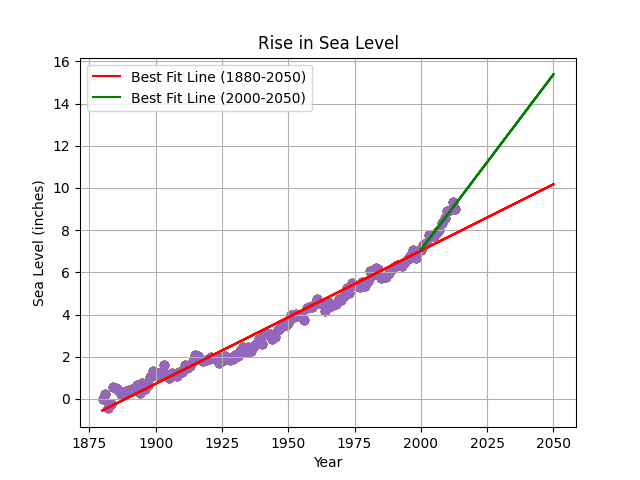 Rise in Sea Level
Best Fit Line (1880-2050)
Best Fit Line (2000-2050)
Sea Level (inches)
16
14
12
10
8
6
4
2
0
1875 1900 1925 1950 1975 2000 2025 2050
Year